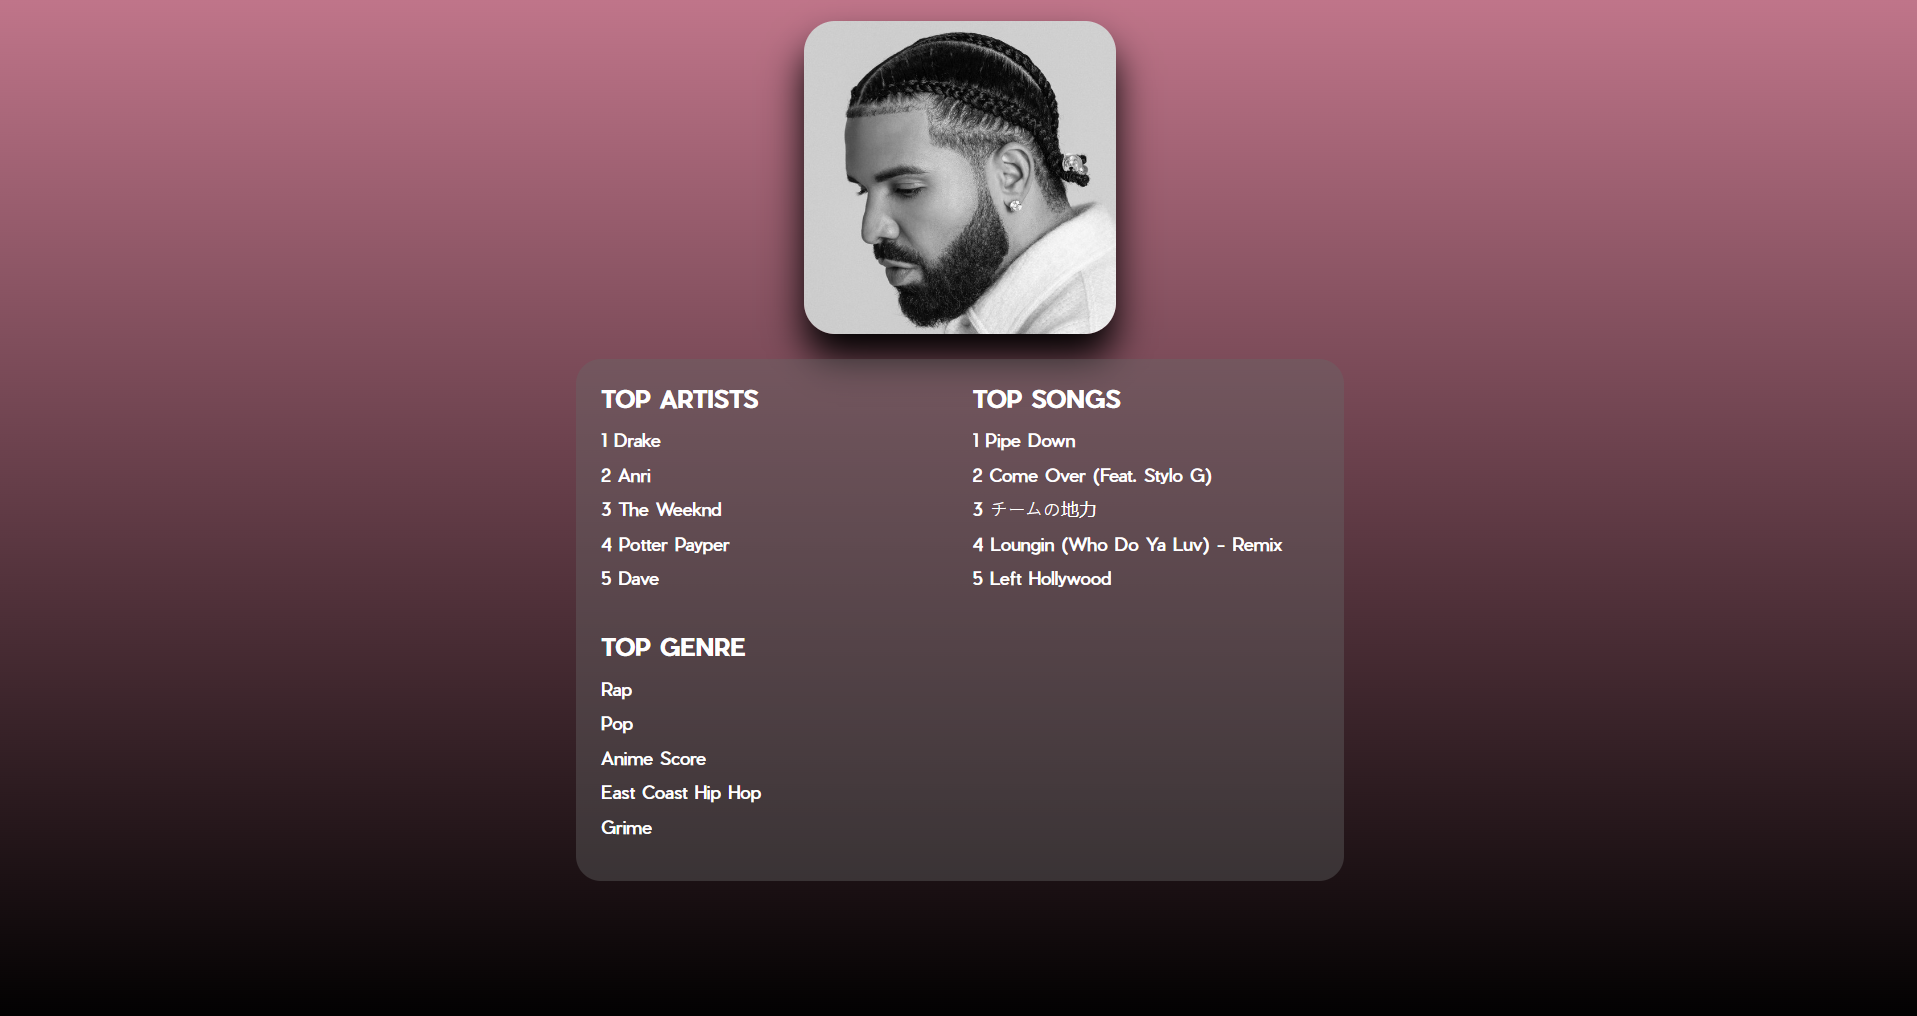 TOP ARTISTS
1 Drake
2 Anri
3 The Weeknd
4 Potter Payper
5 Dave
TOP SONGS
1 Pipe Down
2 Come Over (Feat. Stylo G)
3 チームの地力
4 Loungin (Who Do Ya Luv) - Remix
5 Left Hollywood
TOP GENRE
Rap
Pop
Anime Score
East Coast Hip Hop
Grime